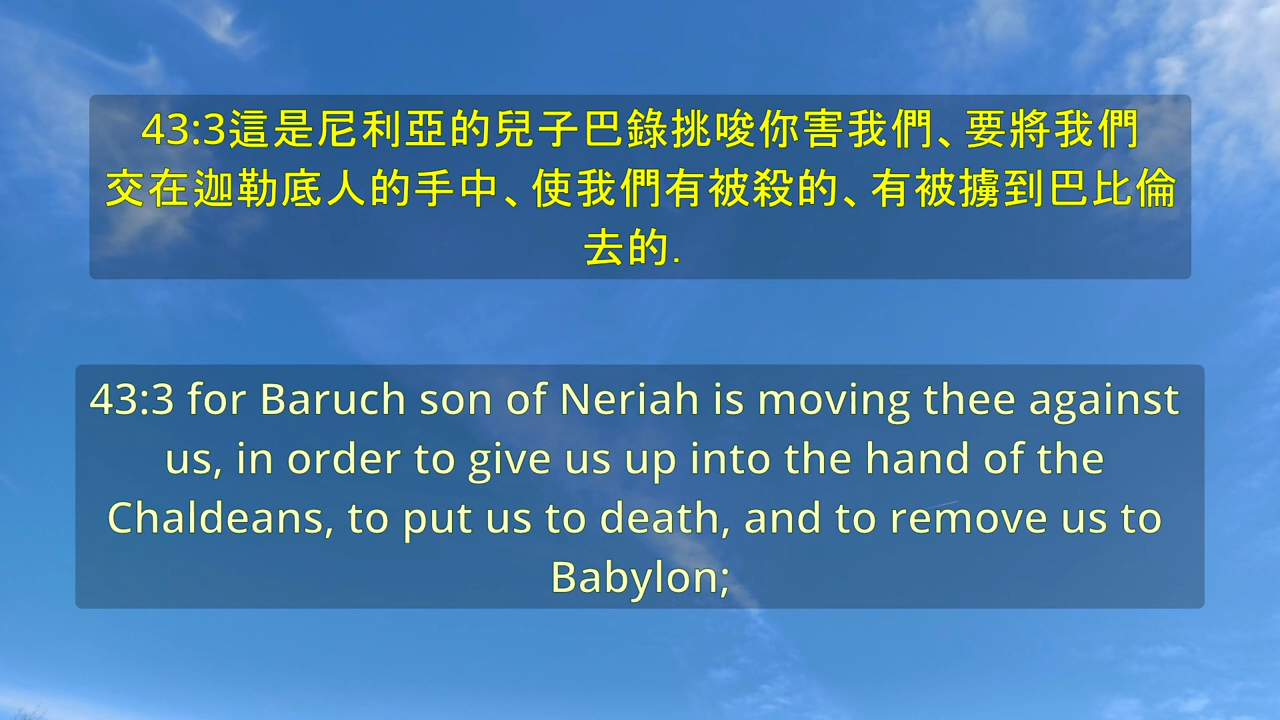 43:3這是尼利亞的兒子巴錄挑唆你害我們、要將我們
交在迦勒底人的手中、使我們有被殺的、有被擄到巴比倫
去的.
43:3 for Baruch son of Neriah is moving thee against
us, in order to give us up into the hand of the
Chaldeans, to put us to death, and to remove us to
Babylon;